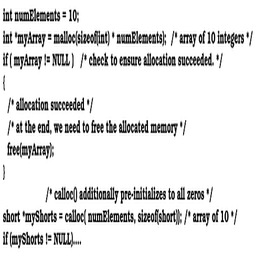 int numElements = 10;
int *myArray = malloc(sizeof(int) * numElements);  /* array of 10 integers */
if ( myArray != NULL )   /* check to ensure allocation succeeded. */
{
  /* allocation succeeded */
  /* at the end, we need to free the allocated memory */
  free(myArray);
}
/* calloc() additionally pre-initializes to all zeros */
short *myShorts = calloc( numElements, sizeof(short)); /* array of 10 */
if (myShorts != NULL)....